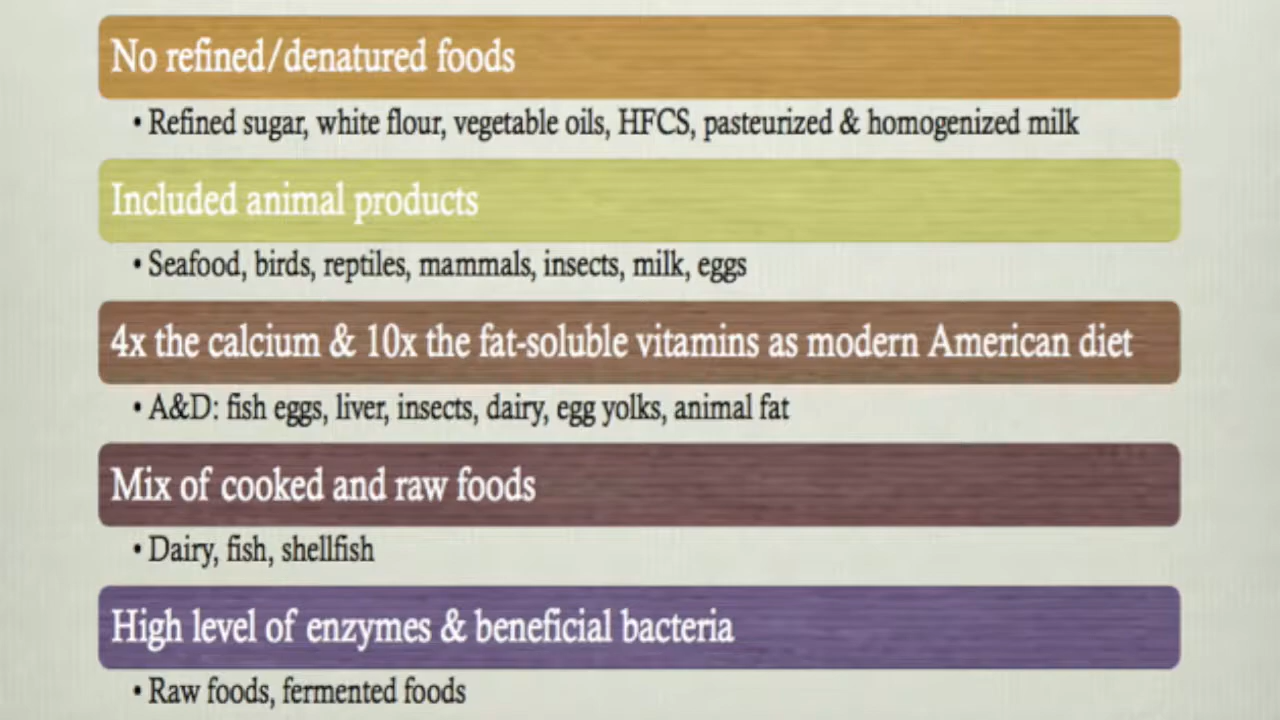 No refined/denatured foods
• Refined sugar, white flour, vegetable oils, HFCS, pasteurized & homogenized milk
Included animal products
• Seafood, birds, reptiles, mammals, insects, milk, eggs
4x the calcium & 10x the fat-soluble vitamins as modern American diet
• A&D: fish eggs, liver, insects, dairy, egg yolks, animal fat
Mix of cooked and raw foods
• Dairy, fish, shellfish
High level of enzymes & beneficial bacteria
• Raw foods, fermented foods